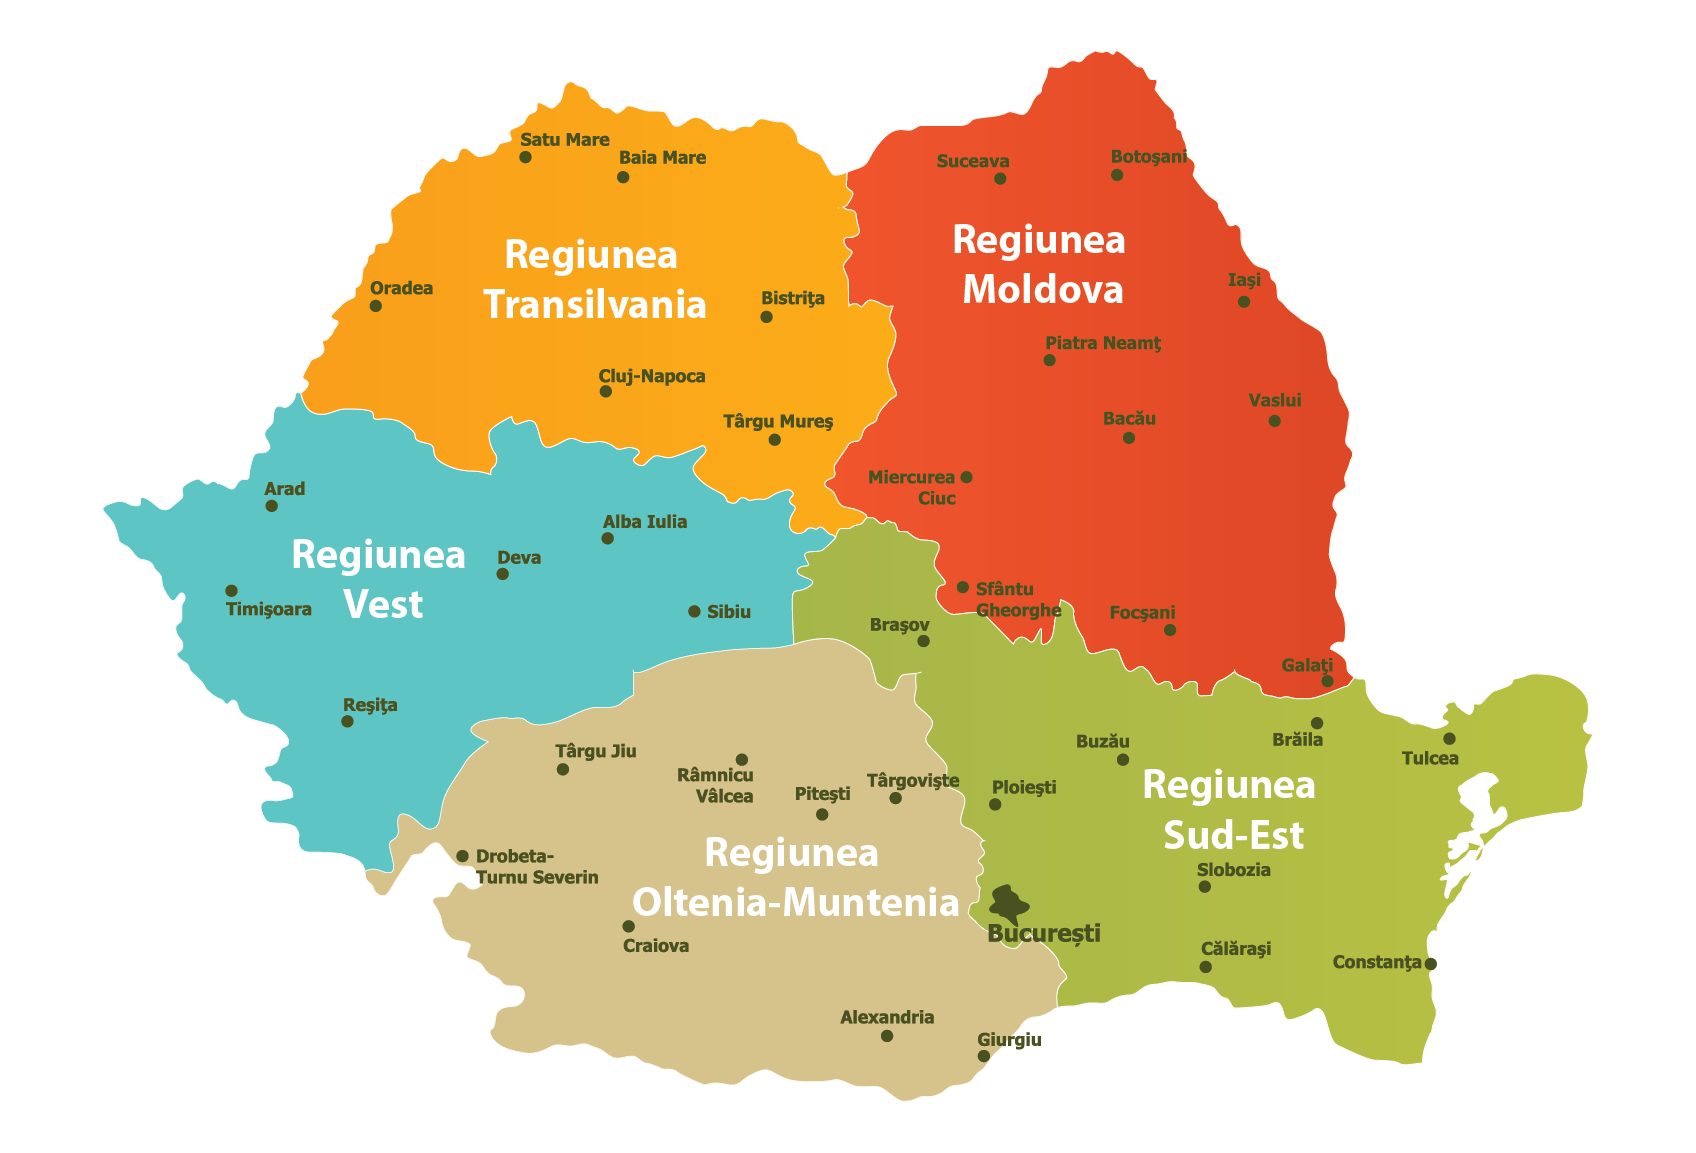 Satu Mare
Baia Mare
Suceava
Botoşani
Regiunea
Transilvania
Regiunea
Moldova
Oradea
Bistriţa
Iaşi
Piatra Neamţ
Cluj-Napoca
Târgu Mureş
Bacău
Vaslui
Miercurea
Ciuc
Arad
Alba Iulia
Regiunea
Vest
Deva
Timişoara
Sibiu
Sfântu
Gheorghe
Braşov
Focşani
Galaţi
Reşiţa
Târgu Jiu
Râmnicu
Vâlcea
Piteşti
Târgovişte
Ploieşti
Buzău
Brăila
Tulcea
Regiunea
Sud-Est
Drobeta-
Turnu Severin
Regiunea
Oltenia-Muntenia
Slobozia
Craiova
București
Călăraşi
Constanţa
Alexandria
Giurgiu